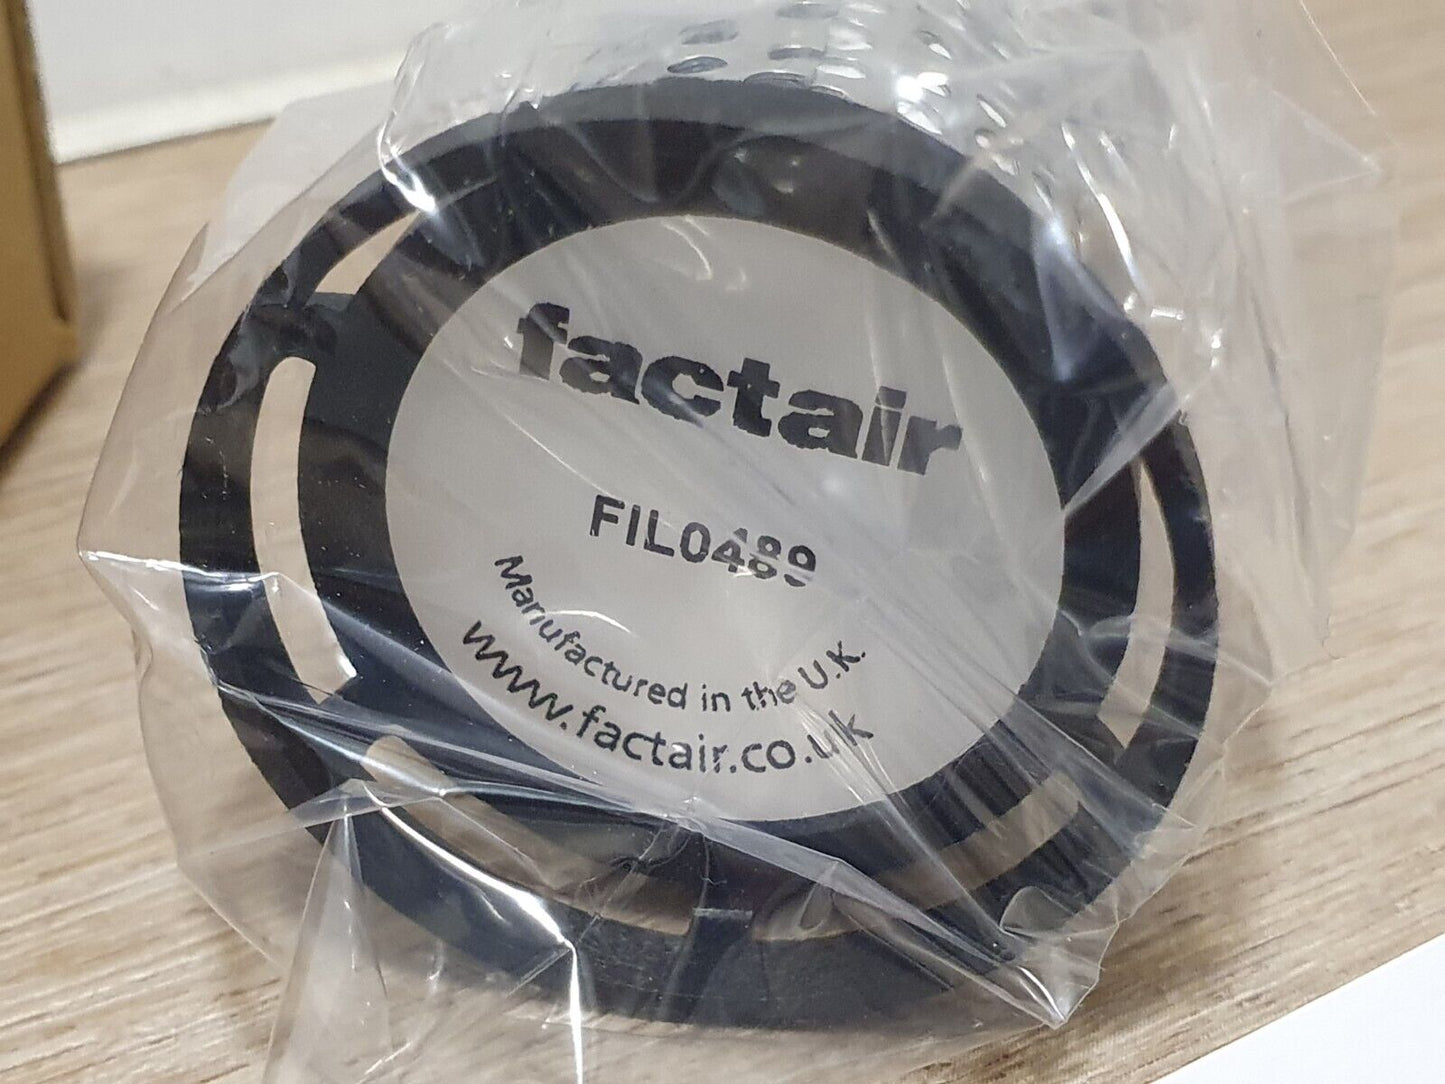 factair
FIL0489
Manufactured in the U.K.
www.factair.co.uk